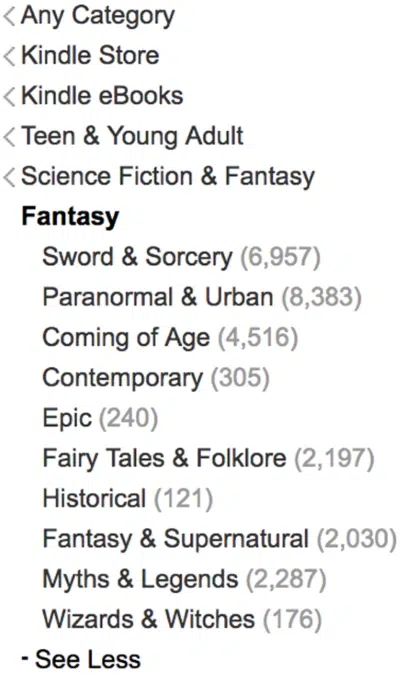 < Any Category
< Kindle Store
< Kindle eBooks
< Teen & Young Adult
< Science Fiction & Fantasy
Fantasy
Sword & Sorcery (6,957)
Paranormal & Urban (8,383)
Coming of Age (4,516)
Contemporary (305)
Epic (240)
Fairy Tales & Folklore (2,197)
Historical (121)
Fantasy & Supernatural (2,030)
Myths & Legends (2,287)
Wizards & Witches (176)
- See Less